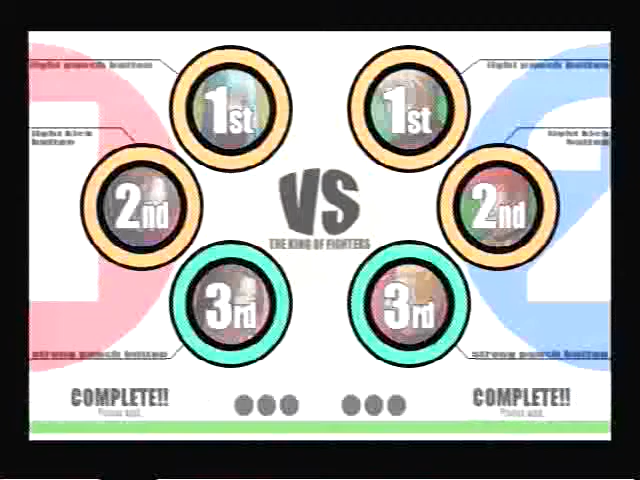 light punch button
light punch button
1st
1st
light kick
button
light kick
button
2nd
2nd
VS
THE KING OF FIGHTERS
3rd
3rd
strong punch button
strong punch button
COMPLETE!!
COMPLETE!!